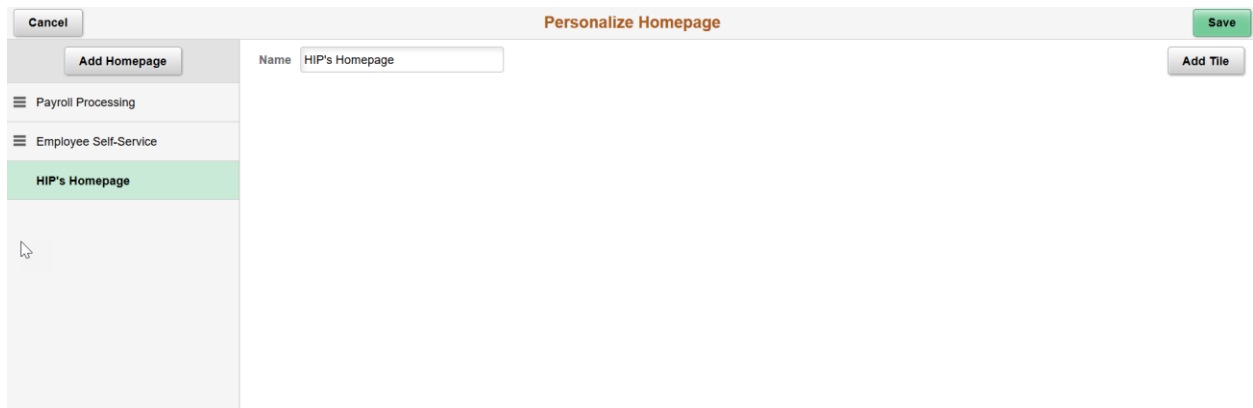 Cancel Personalize Homepage Save
Add Homepage Name HIP's Homepage Add Tile
Payroll Processing
Employee Self-Service
HIP's Homepage